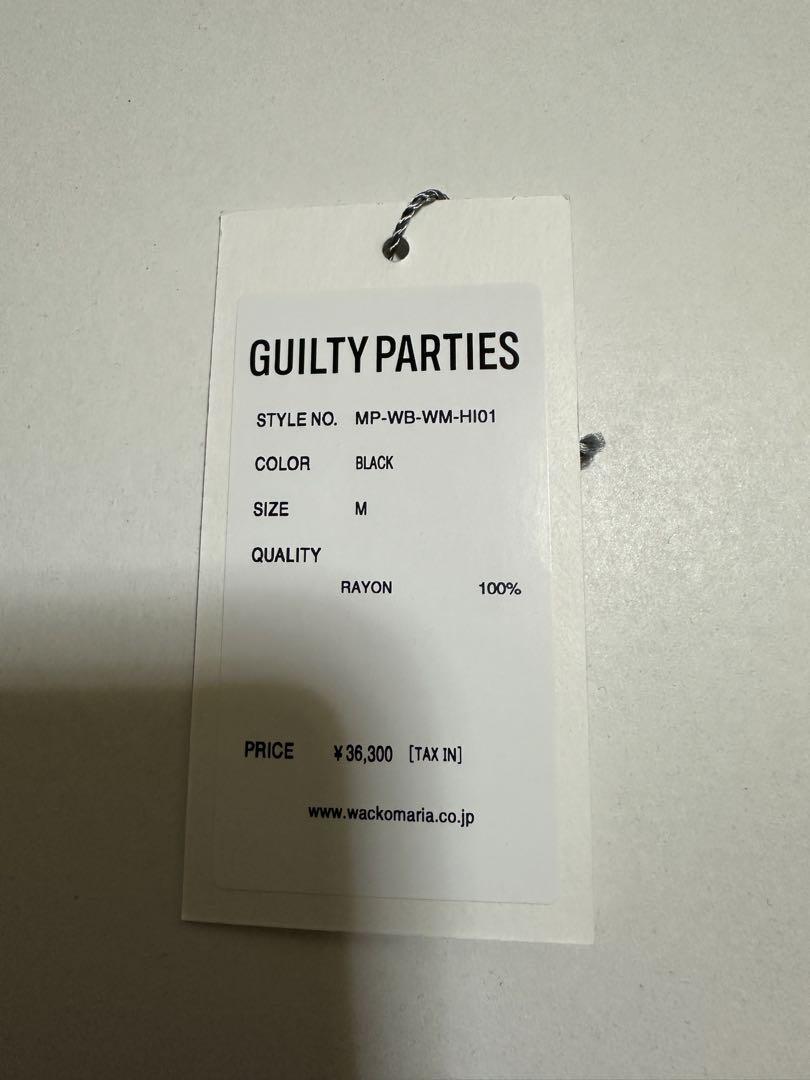 GUILTY PARTIES
STYLE NO. MP-WB-WM-HI01
COLOR BLACK
SIZE M
QUALITY
RAYON 100%
PRICE ¥36,300 [TAX IN]
www.wackomaria.co.jp